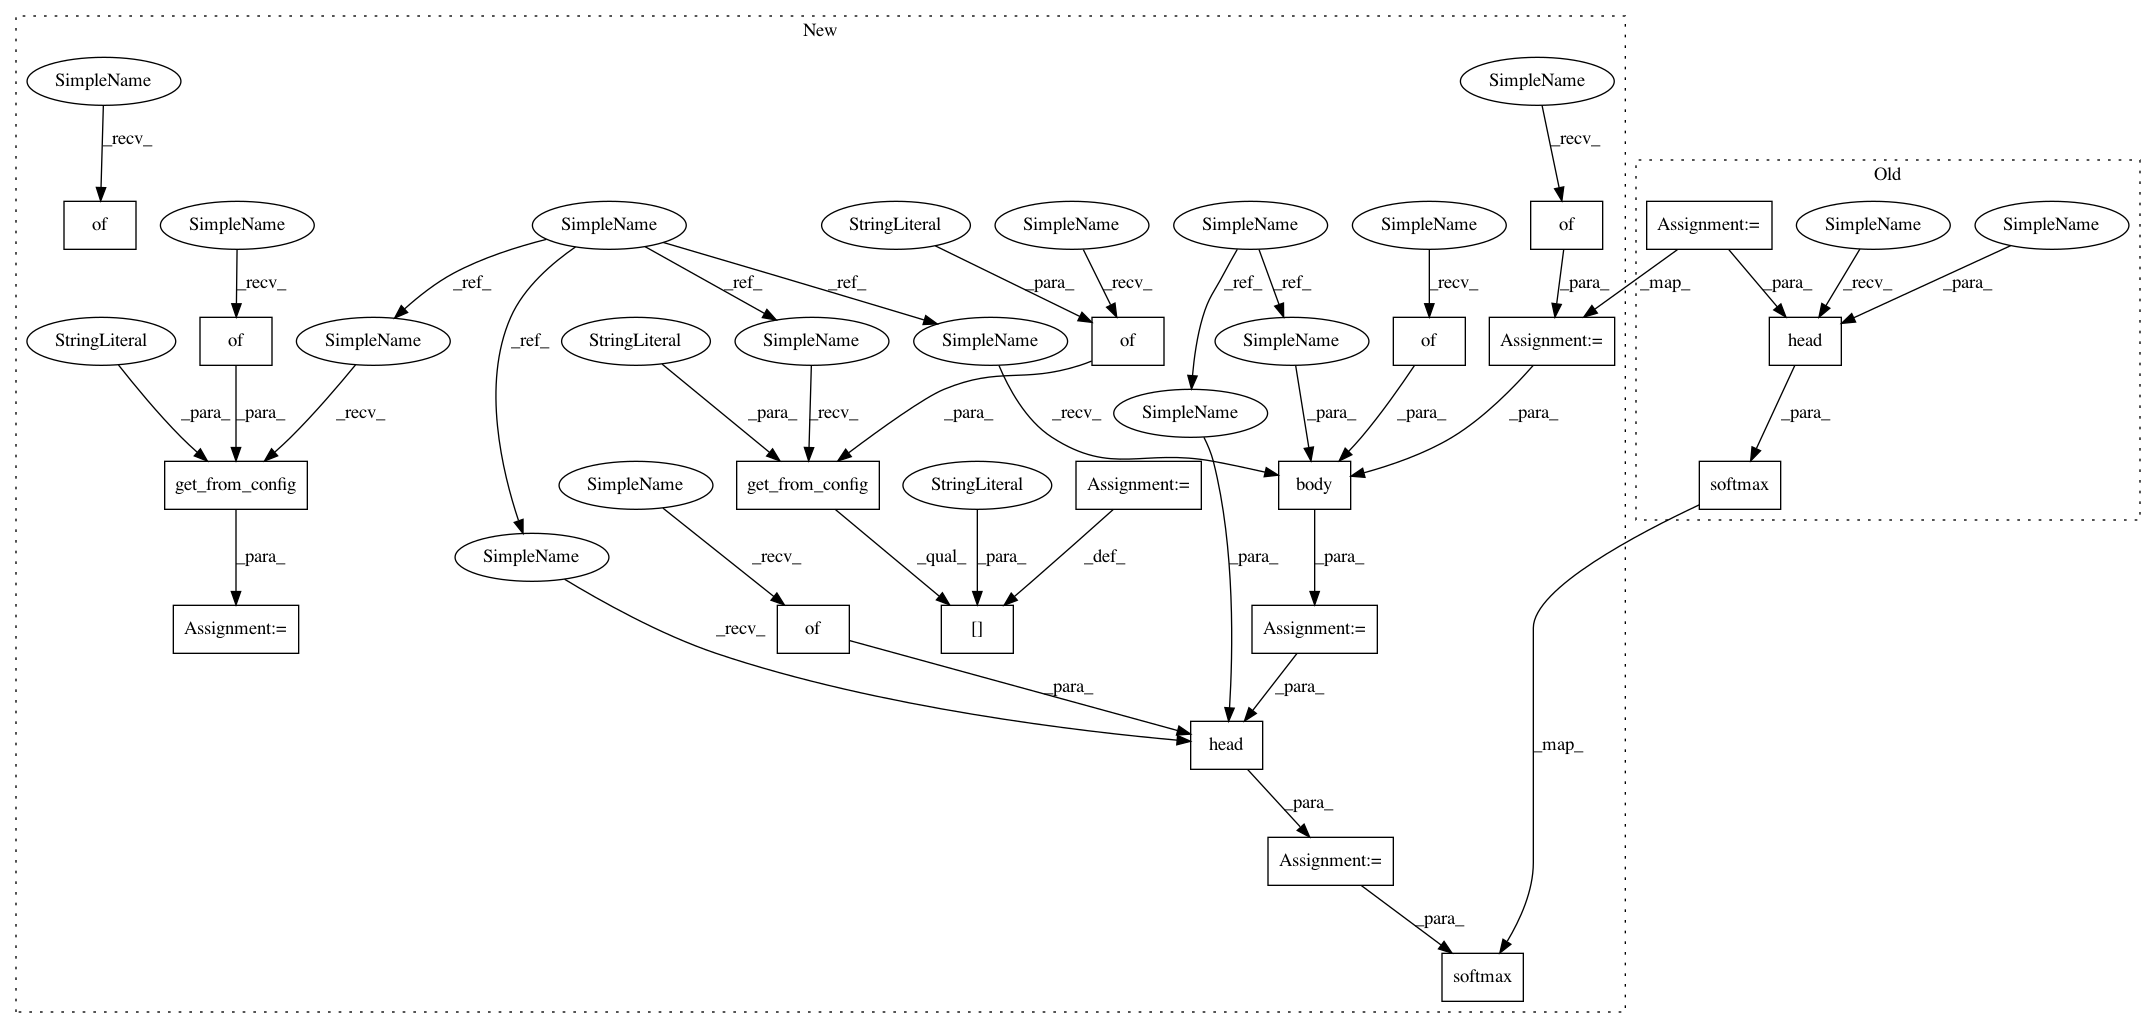 New
SimpleName
SimpleName
_recv_
_recv_
Old
of
SimpleName
SimpleName
StringLiteral
SimpleName
SimpleName
SimpleName
of
Assignment:=
SimpleName
SimpleName
_recv_
_ref_
_ref_
_ref_
_para_
_recv_
_ref_
_ref_
_recv_
_para_
_map_
_para_
_recv_
_para_
StringLiteral
of
SimpleName
_ref_
StringLiteral
SimpleName
SimpleName
of
SimpleName
of
Assignment:=
head
_para_
_para_
_recv_
_para_
_recv_
_para_
_recv_
SimpleName
_para_
_para_
_para_
_para_
get_from_config
SimpleName
get_from_config
StringLiteral
Assignment:=
body
softmax
_para_
SimpleName
_recv_
_qual_
_para_
_def_
_para_
_para_
Assignment:=
_recv_
of
[]
Assignment:=
_para_
_para_
head
_map_
_para_
Assignment:=
_para_
softmax